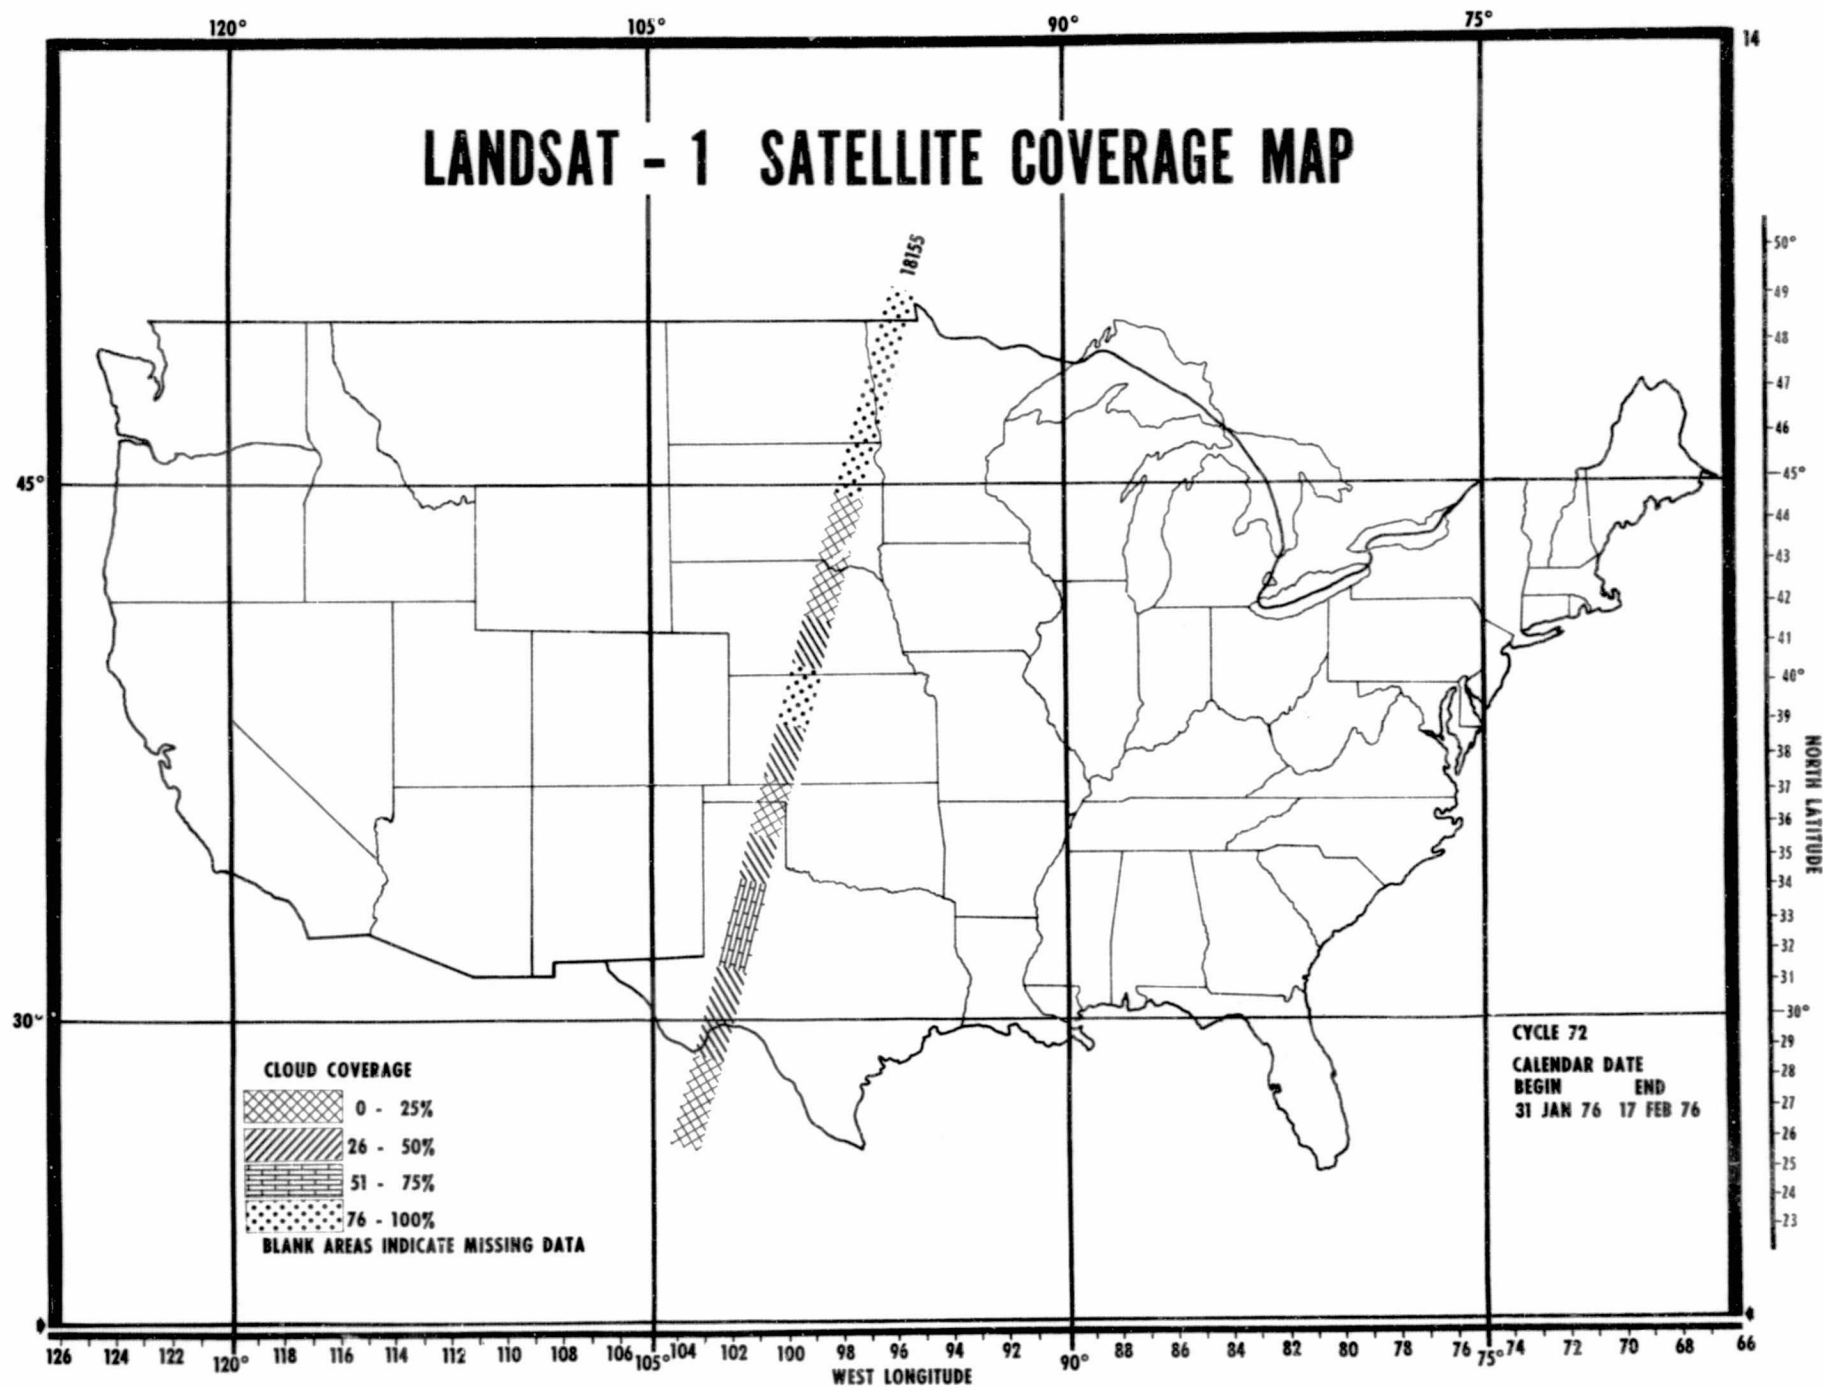 120° 105° 90° 75°
14
LANDSAT - 1 SATELLITE COVERAGE MAP
18155
50°
49
48
47
46
45°
44
43
42
41
40°
39
38
37
36
35
34
33
32
31
30°
29
28
27
26
25
24
23
NORTH LATITUDE
45°
30°
CLOUD COVERAGE
0 - 25%
26 - 50%
51 - 75%
76 - 100%
BLANK AREAS INDICATE MISSING DATA
CYCLE 72
CALENDAR DATE
BEGIN END
31 JAN 76 17 FEB 76
126 124 122 120° 118 116 114 112 110 108 106 105° 104 102 100 98 96 94 92 90° 88 86 84 82 80 78 76 75° 74 72 70 68 66
WEST LONGITUDE